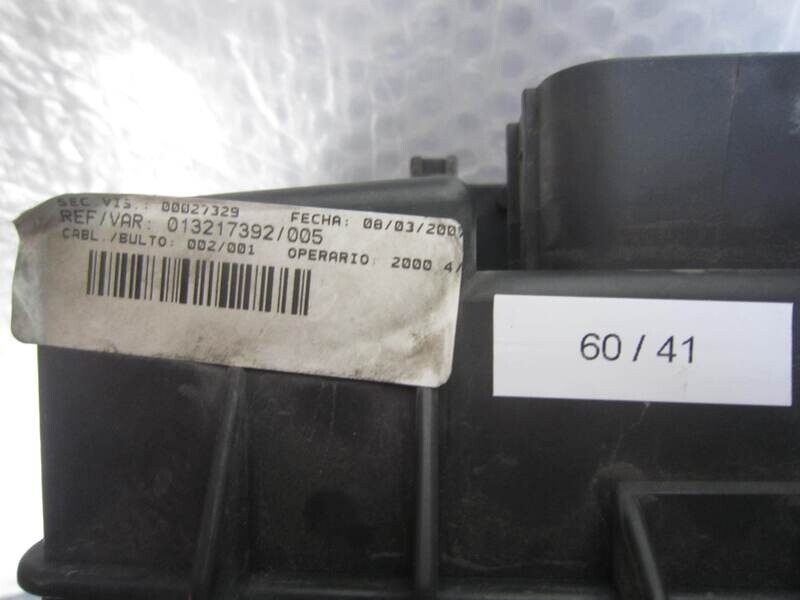 SEC. VIS.: 00027329
REF/VAR: 013217392/005 FECHA: 08/03/200
CABL./BULTO: 002/001 OPERARIO: 2000 4/
60 / 41